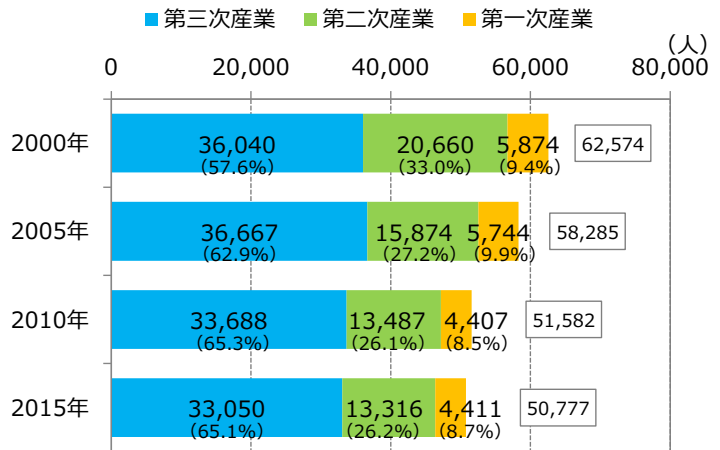 第三次産業 第二次産業 第一次産業
(人)
0 20,000 40,000 60,000 80,000
2000年 36,040 20,660 5,874 62,574
(57.6%) (33.0%) (9.4%)
2005年 36,667 15,874 5,744 58,285
(62.9%) (27.2%) (9.9%)
2010年 33,688 13,487 4,407 51,582
(65.3%) (26.1%) (8.5%)
2015年 33,050 13,316 4,411 50,777
(65.1%) (26.2%) (8.7%)